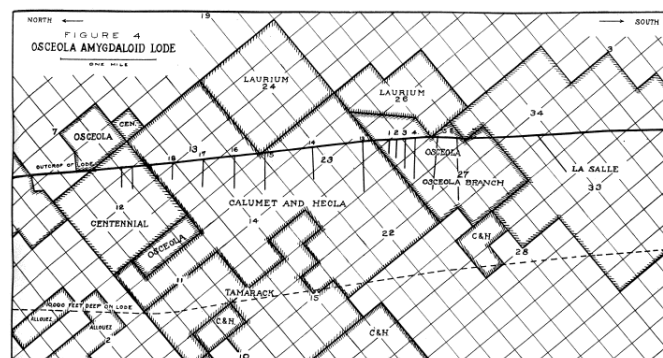 NORTH
19
SOUTH
FIGURE 4
OSCEOLA AMYGDALOID LODE
ONE MILE
3
LAURIUM
24
LAURIUM
26
34
CEN.
7
OSCEOLA
13
14
1 2 3 4
OSCEOLA
OUTCROP OF LODE
18
17
16
15
23
27
OSCEOLA BRANCH
LA SALLE
33
12
CENTENNIAL
CALUMET AND HECLA
14
22
C&H
28
OSCEOLA
11
TAMARACK
15
10,000 FEET DEEP ON LODE
ALLOUEZ
ALLOUEZ
2
C&H
C&H
10